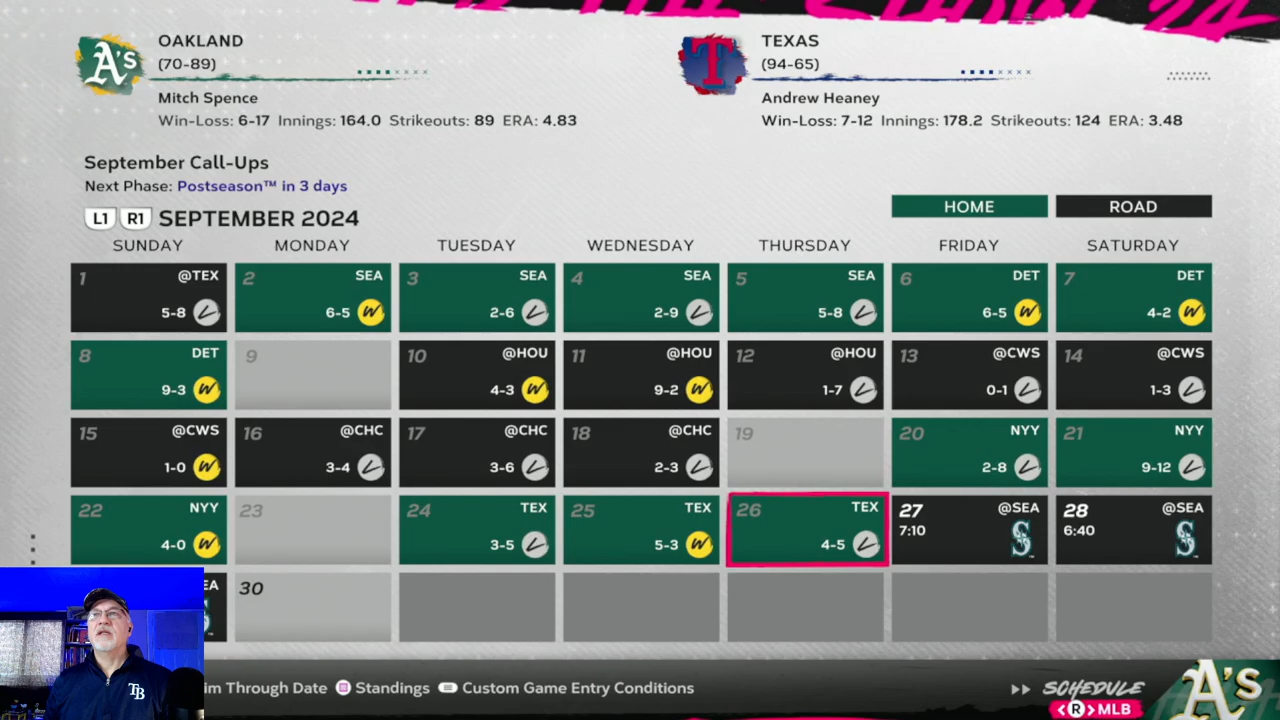 THE SHOW 24
A's
OAKLAND
(70-89)
Mitch Spence
Win-Loss: 6-17 Innings: 164.0 Strikeouts: 89 ERA: 4.83
T
TEXAS
(94-65)
Andrew Heaney
Win-Loss: 7-12 Innings: 178.2 Strikeouts: 124 ERA: 3.48
September Call-Ups
Next Phase: Postseason™ in 3 days
L1 R1 SEPTEMBER 2024
HOME ROAD
SUNDAY MONDAY TUESDAY WEDNESDAY THURSDAY FRIDAY SATURDAY
1 @TEX 2 SEA 3 SEA 4 SEA 5 SEA 6 DET 7 DET
5-8 L 6-5 W 2-6 L 2-9 L 5-8 L 6-5 W 4-2 W
8 DET 9 10 @HOU 11 @HOU 12 @HOU 13 @CWS 14 @CWS
9-3 W 4-3 W 9-2 W 1-7 L 0-1 L 1-3 L
15 @CWS 16 @CHC 17 @CHC 18 @CHC 19 20 NYY 21 NYY
1-0 W 3-4 L 3-6 L 2-3 L 2-8 L 9-12 L
22 NYY 23 24 TEX 25 TEX 26 TEX 27 @SEA 28 @SEA
4-0 W 3-5 L 5-3 W 4-5 L 7:10 S 6:40 S
EA 30
TB
im Through Date Standings Custom Game Entry Conditions
SCHEDULE
R MLB
A's